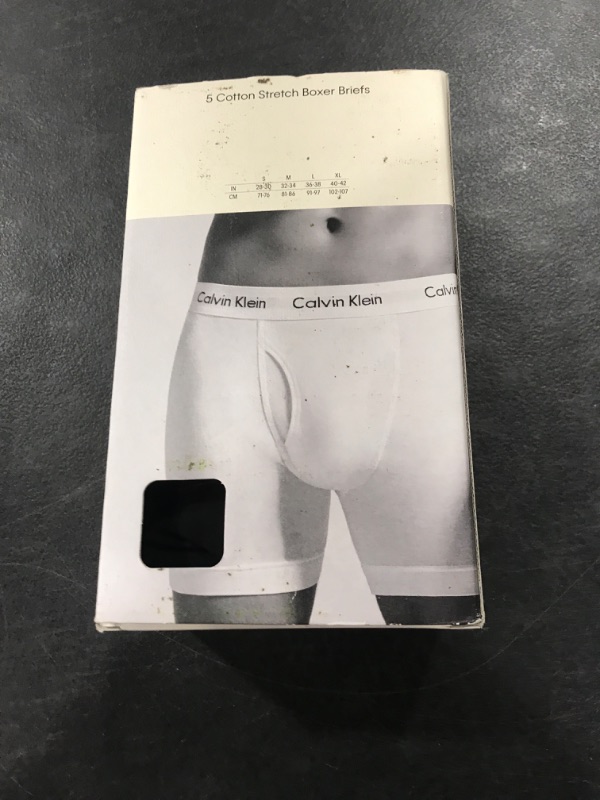 5 Cotton Stretch Boxer Briefs
S M L XL
IN 28-30 32-34 36-38 40-42
CM 71-76 81-86 91-97 102-107
Calvin Klein Calvin Klein Calvin